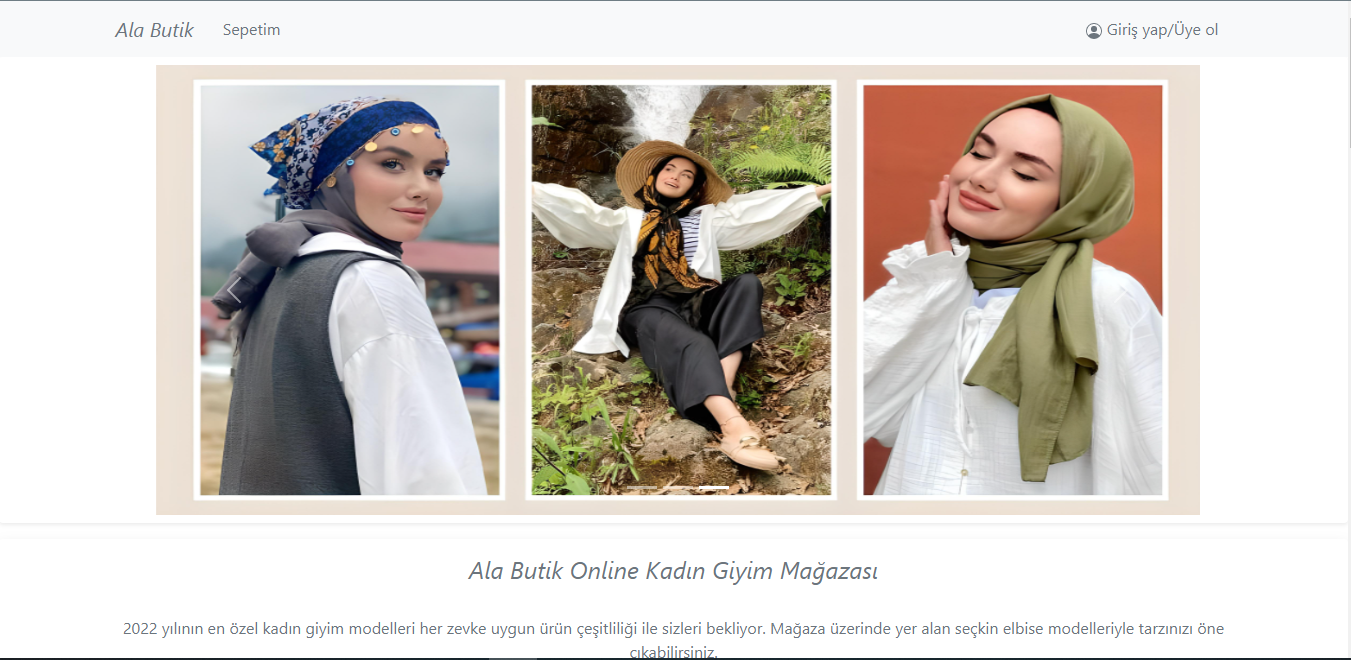 Ala Butik Sepetim Giriş yap/Üye ol
Ala Butik Online Kadın Giyim Mağazası
2022 yılının en özel kadın giyim modelleri her zevke uygun ürün çeşitliliği ile sizleri bekliyor. Mağaza üzerinde yer alan seçkin elbise modelleriyle tarzınızı öne
çıkabilirsiniz.